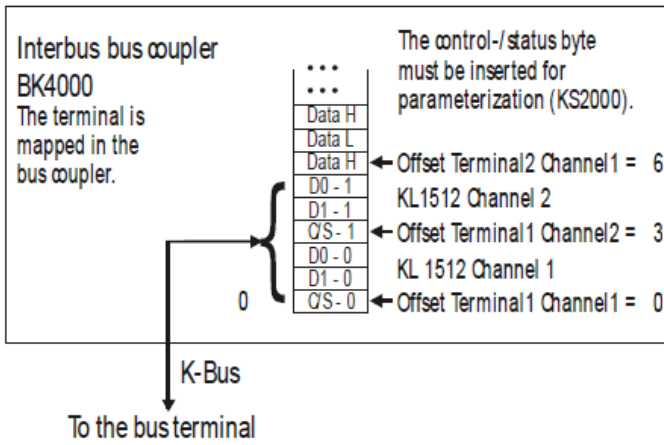 Interbus bus coupler
BK4000
The terminal is
mapped in the
bus coupler.
The control-/status byte
must be inserted for
parameterization (KS2000).
•••
•••
Data H
Data L
Data H
Offset Terminal2 Channel1 = 6
D0 - 1
KL1512 Channel 2
D1 - 1
C/S - 1
Offset Terminal1 Channel2 = 3
D0 - 0
KL 1512 Channel 1
D1 - 0
0
C/S - 0
Offset Terminal1 Channel1 = 0
K-Bus
To the bus terminal